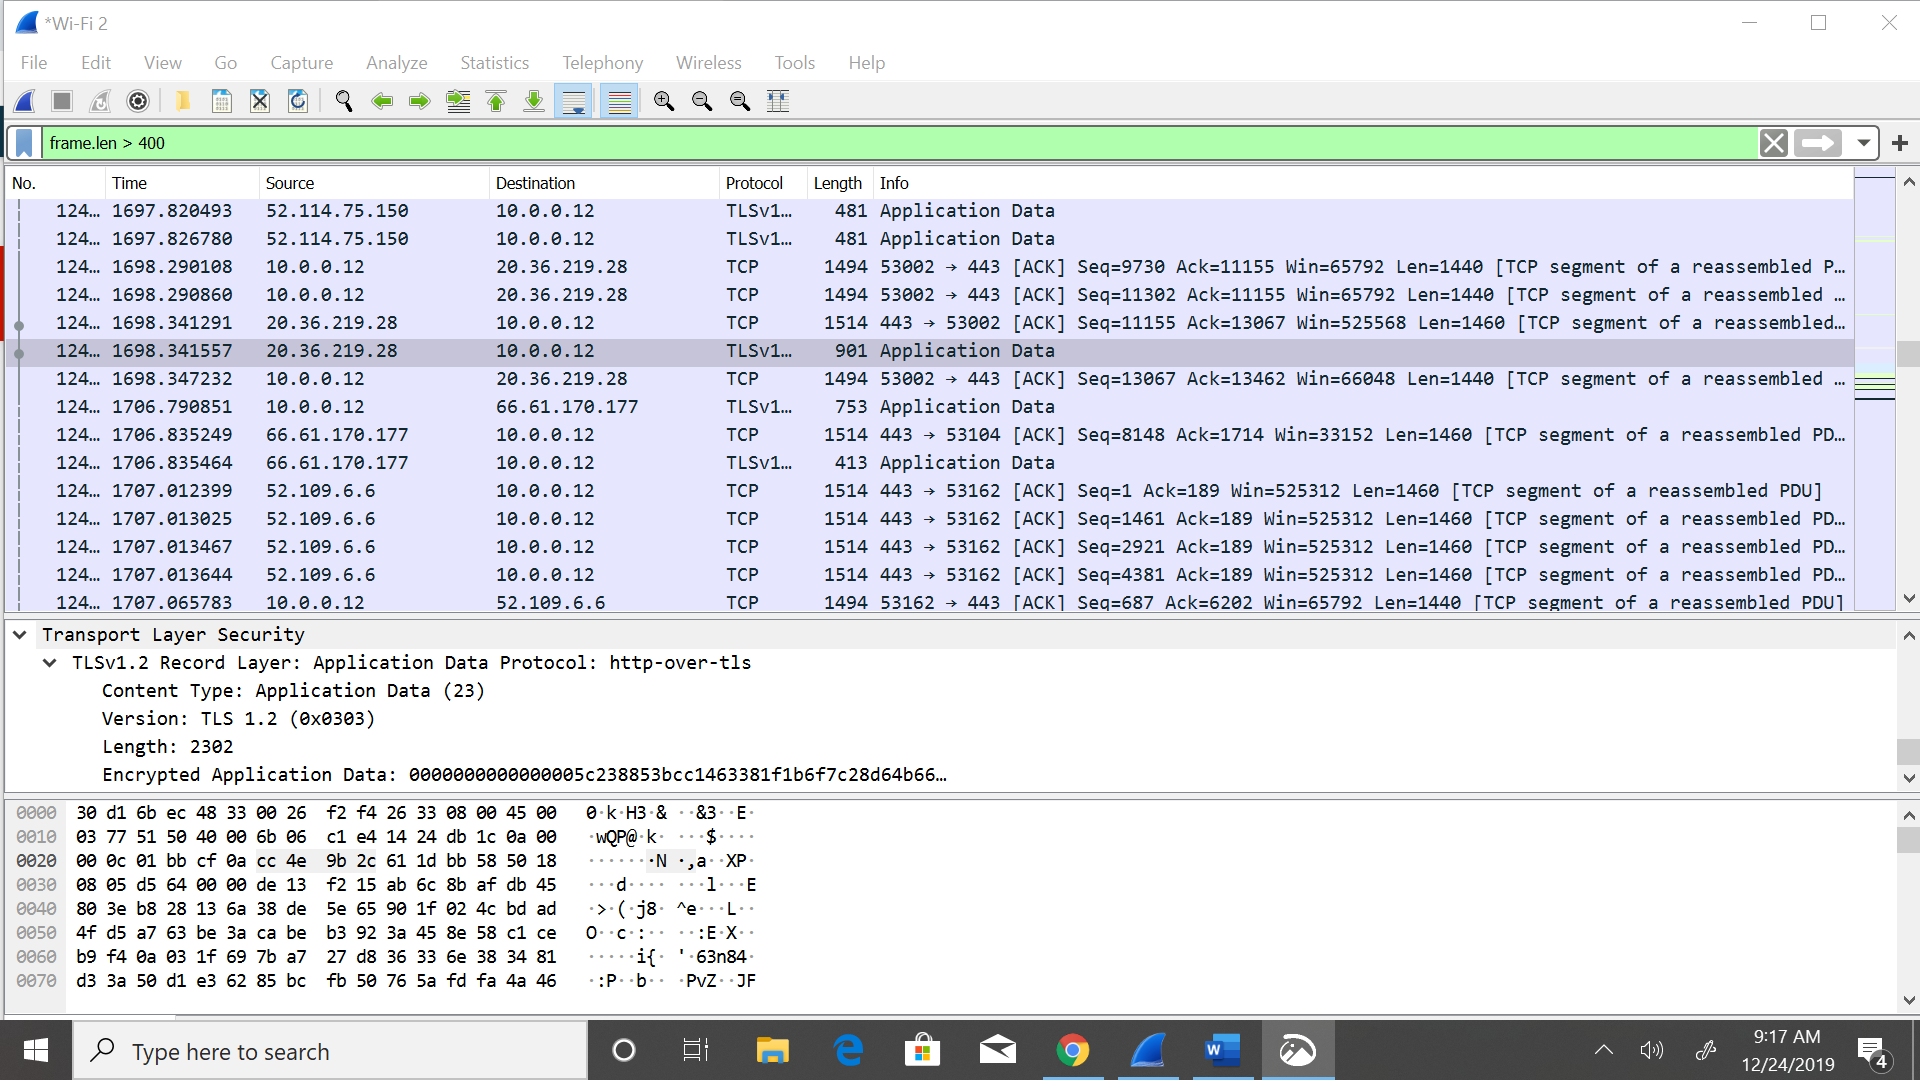 *Wi-Fi 2
File Edit View Go Capture Analyze Statistics Telephony Wireless Tools Help
frame.len > 400
No. Time Source Destination Protocol Length Info
124… 1697.820493 52.114.75.150 10.0.0.12 TLSv1… 481 Application Data
124… 1697.826780 52.114.75.150 10.0.0.12 TLSv1… 481 Application Data
124… 1698.290108 10.0.0.12 20.36.219.28 TCP 1494 53002 → 443 [ACK] Seq=9730 Ack=11155 Win=65792 Len=1440 [TCP segment of a reassembled P…
124… 1698.290860 10.0.0.12 20.36.219.28 TCP 1494 53002 → 443 [ACK] Seq=11302 Ack=11155 Win=65792 Len=1440 [TCP segment of a reassembled …
124… 1698.341291 20.36.219.28 10.0.0.12 TCP 1514 443 → 53002 [ACK] Seq=11155 Ack=13067 Win=525568 Len=1460 [TCP segment of a reassembled…
124… 1698.341557 20.36.219.28 10.0.0.12 TLSv1… 901 Application Data
124… 1698.347232 10.0.0.12 20.36.219.28 TCP 1494 53002 → 443 [ACK] Seq=13067 Ack=13462 Win=66048 Len=1440 [TCP segment of a reassembled …
124… 1706.790851 10.0.0.12 66.61.170.177 TLSv1… 753 Application Data
124… 1706.835249 66.61.170.177 10.0.0.12 TCP 1514 443 → 53104 [ACK] Seq=8148 Ack=1714 Win=33152 Len=1460 [TCP segment of a reassembled PD…
124… 1706.835464 66.61.170.177 10.0.0.12 TLSv1… 413 Application Data
124… 1707.012399 52.109.6.6 10.0.0.12 TCP 1514 443 → 53162 [ACK] Seq=1 Ack=189 Win=525312 Len=1460 [TCP segment of a reassembled PDU]
124… 1707.013025 52.109.6.6 10.0.0.12 TCP 1514 443 → 53162 [ACK] Seq=1461 Ack=189 Win=525312 Len=1460 [TCP segment of a reassembled PD…
124… 1707.013467 52.109.6.6 10.0.0.12 TCP 1514 443 → 53162 [ACK] Seq=2921 Ack=189 Win=525312 Len=1460 [TCP segment of a reassembled PD…
124… 1707.013644 52.109.6.6 10.0.0.12 TCP 1514 443 → 53162 [ACK] Seq=4381 Ack=189 Win=525312 Len=1460 [TCP segment of a reassembled PD…
124… 1707.065783 10.0.0.12 52.109.6.6 TCP 1494 53162 → 443 [ACK] Seq=687 Ack=6202 Win=65792 Len=1440 [TCP segment of a reassembled PDU]
Transport Layer Security
TLSv1.2 Record Layer: Application Data Protocol: http-over-tls
Content Type: Application Data (23)
Version: TLS 1.2 (0x0303)
Length: 2302
Encrypted Application Data: 0000000000000005c238853bcc1463381f1b6f7c28d64b66…
0000 30 d1 6b ec 48 33 00 26 f2 f4 26 33 08 00 45 00 0·k·H3·& ··&3··E·
0010 03 77 51 50 40 00 6b 06 c1 e4 14 24 db 1c 0a 00 ·wQP@·k· ···$····
0020 00 0c 01 bb cf 0a cc 4e 9b 2c 61 1d bb 58 50 18 ·······N ·,a··XP·
0030 08 05 d5 64 00 00 de 13 f2 15 ab 6c 8b af db 45 ···d···· ···l···E
0040 80 3e b8 28 13 6a 38 de 5e 65 90 1f 02 4c bd ad ·>·(·j8· ^e···L··
0050 4f d5 a7 63 be 3a ca be b3 92 3a 45 8e 58 c1 ce O··c·:·· ··:E·X··
0060 b9 f4 0a 03 1f 69 7b a7 27 d8 36 33 6e 38 34 81 ·····i{· '·63n84·
0070 d3 3a 50 d1 e3 62 85 bc fb 50 76 5a fd fa 4a 46 ·:P··b·· ·PvZ··JF
Type here to search
9:17 AM
12/24/2019
4